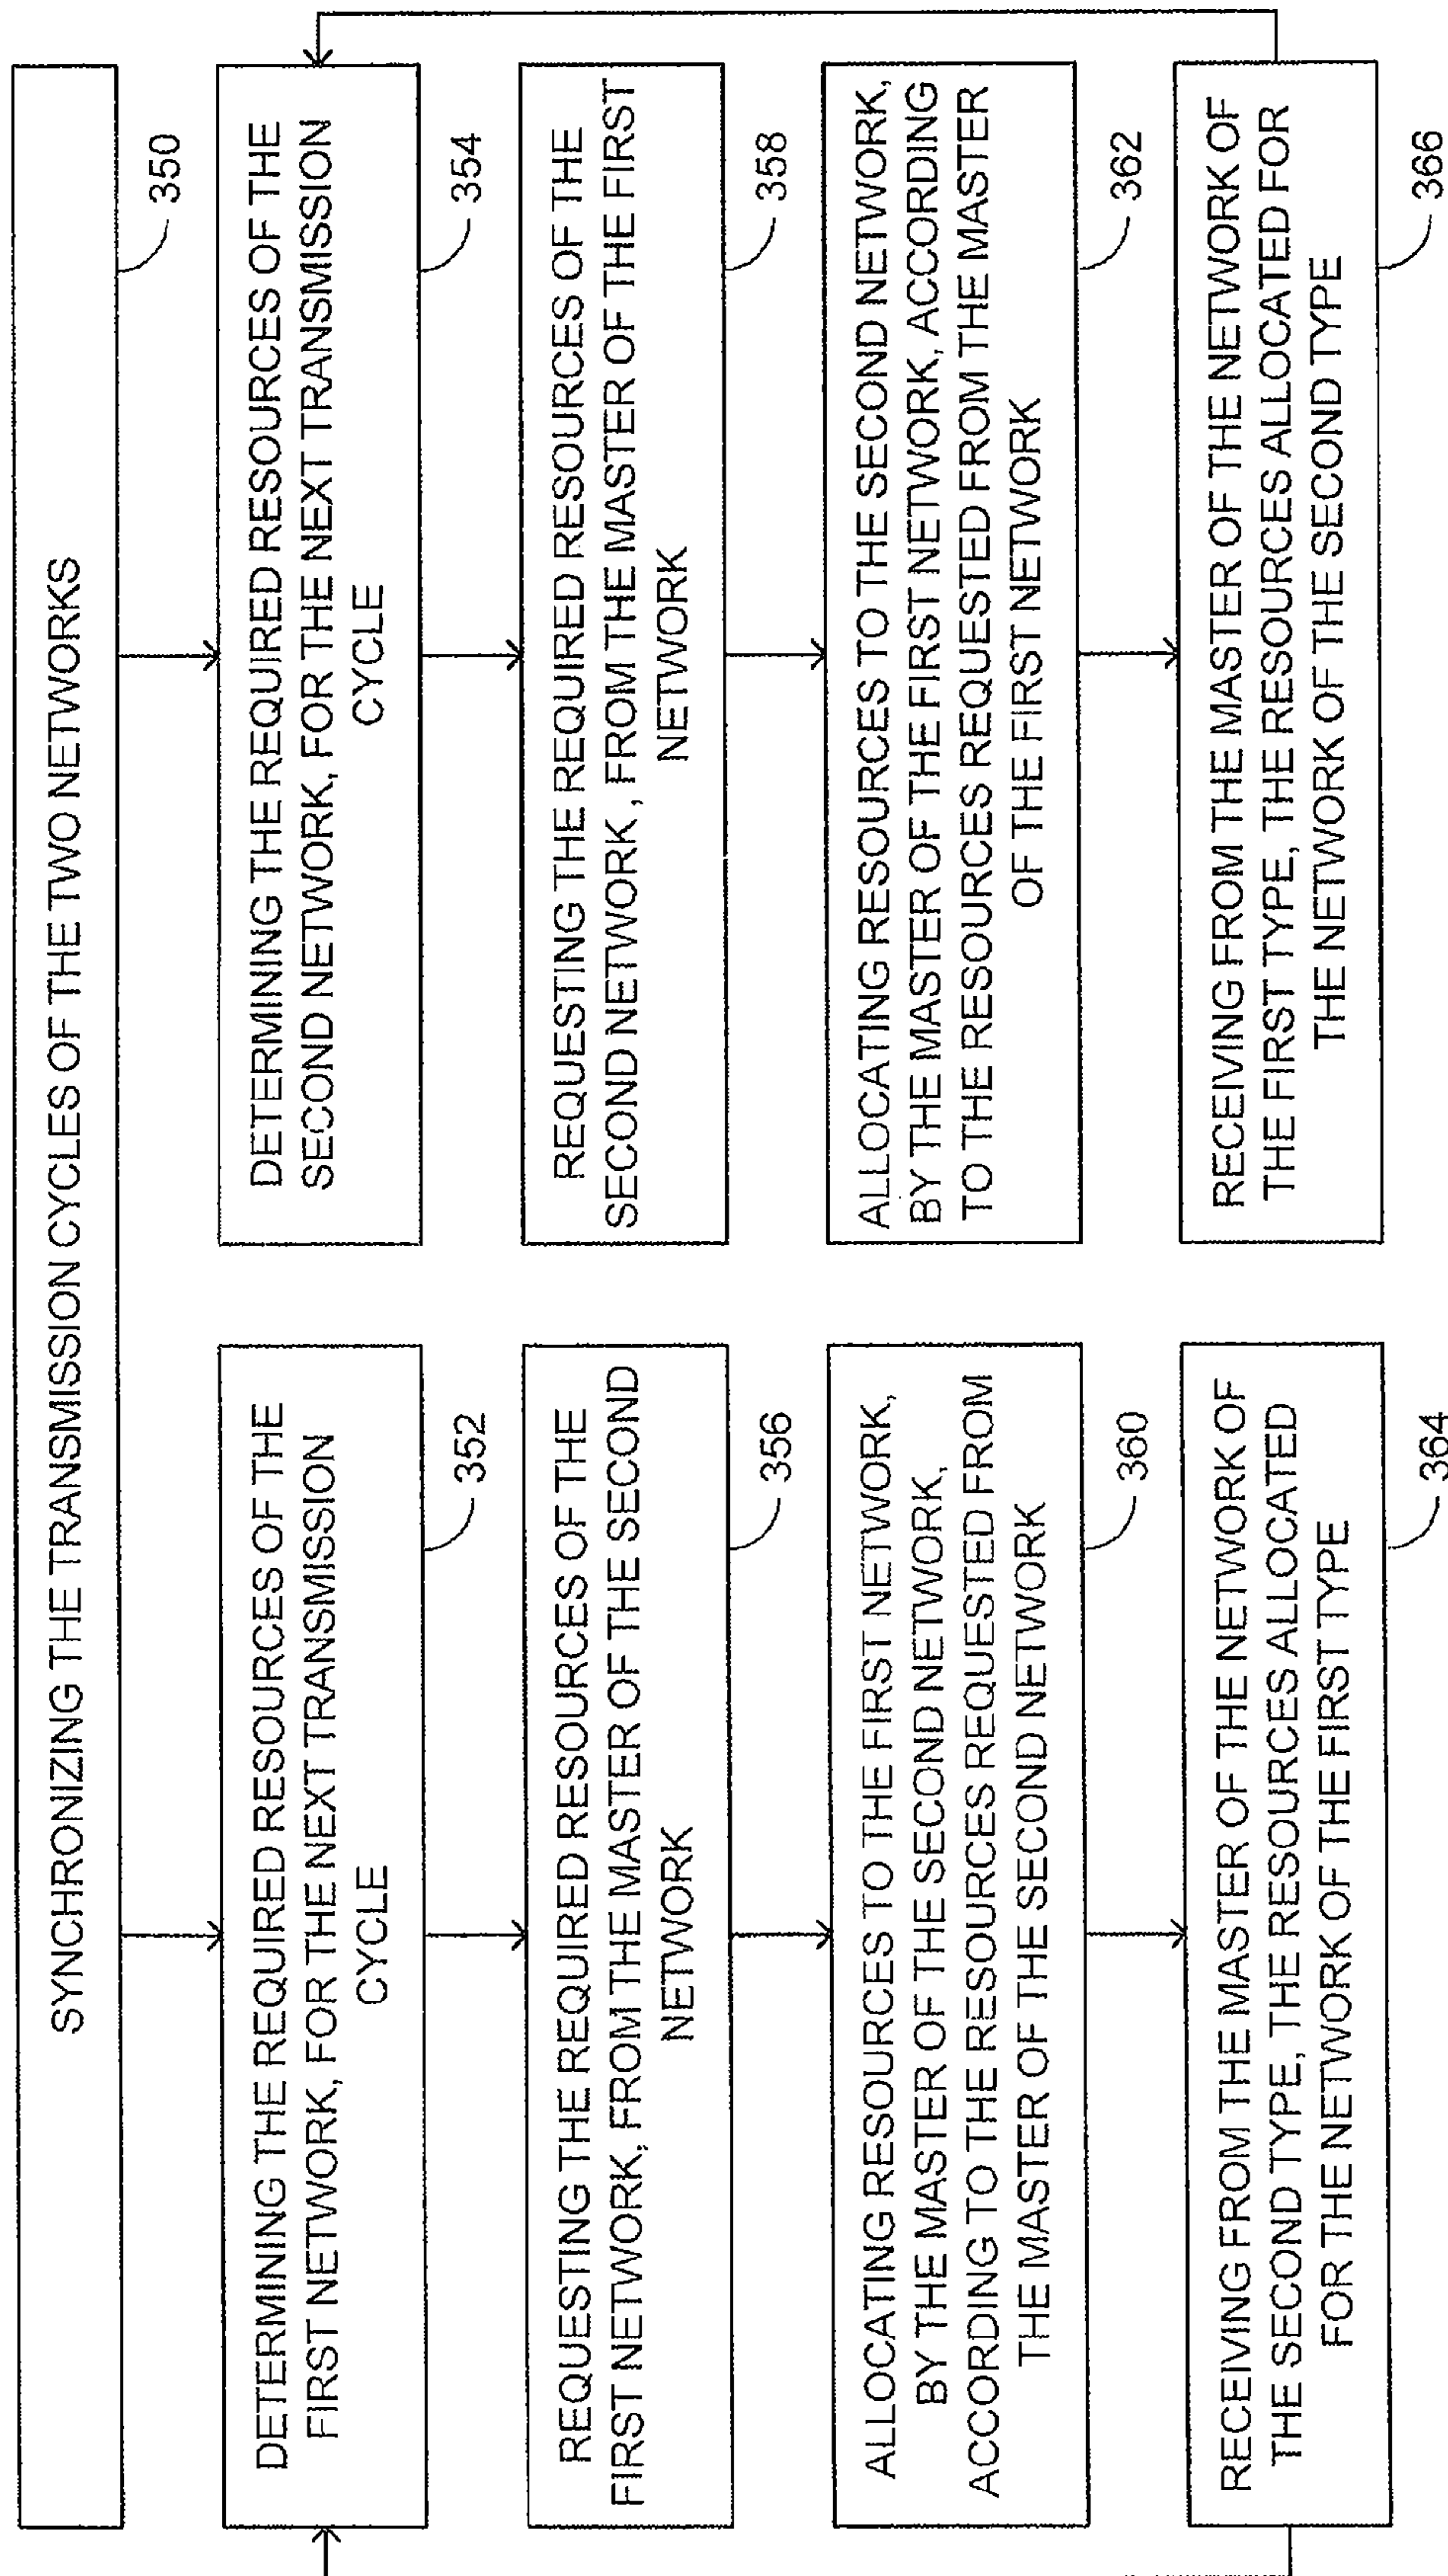 SYNCHRONIZING THE TRANSMISSION CYCLES OF THE TWO NETWORKS
350
DETERMINING THE REQUIRED RESOURCES OF THE
FIRST NETWORK, FOR THE NEXT TRANSMISSION
CYCLE
352
REQUESTING THE REQUIRED RESOURCES OF THE
FIRST NETWORK, FROM THE MASTER OF THE SECOND
NETWORK
356
ALLOCATING RESOURCES TO THE FIRST NETWORK,
BY THE MASTER OF THE SECOND NETWORK,
ACCORDING TO THE RESOURCES REQUESTED FROM
THE MASTER OF THE SECOND NETWORK
360
RECEIVING FROM THE MASTER OF THE NETWORK OF
THE SECOND TYPE, THE RESOURCES ALLOCATED
FOR THE NETWORK OF THE FIRST TYPE
364
DETERMINING THE REQUIRED RESOURCES OF THE
SECOND NETWORK, FOR THE NEXT TRANSMISSION
CYCLE
354
REQUESTING THE REQUIRED RESOURCES OF THE
SECOND NETWORK, FROM THE MASTER OF THE FIRST
NETWORK
358
ALLOCATING RESOURCES TO THE SECOND NETWORK,
BY THE MASTER OF THE FIRST NETWORK, ACCORDING
TO THE RESOURCES REQUESTED FROM THE MASTER
OF THE FIRST NETWORK
362
RECEIVING FROM THE MASTER OF THE NETWORK OF
THE FIRST TYPE, THE RESOURCES ALLOCATED FOR
THE NETWORK OF THE SECOND TYPE
366